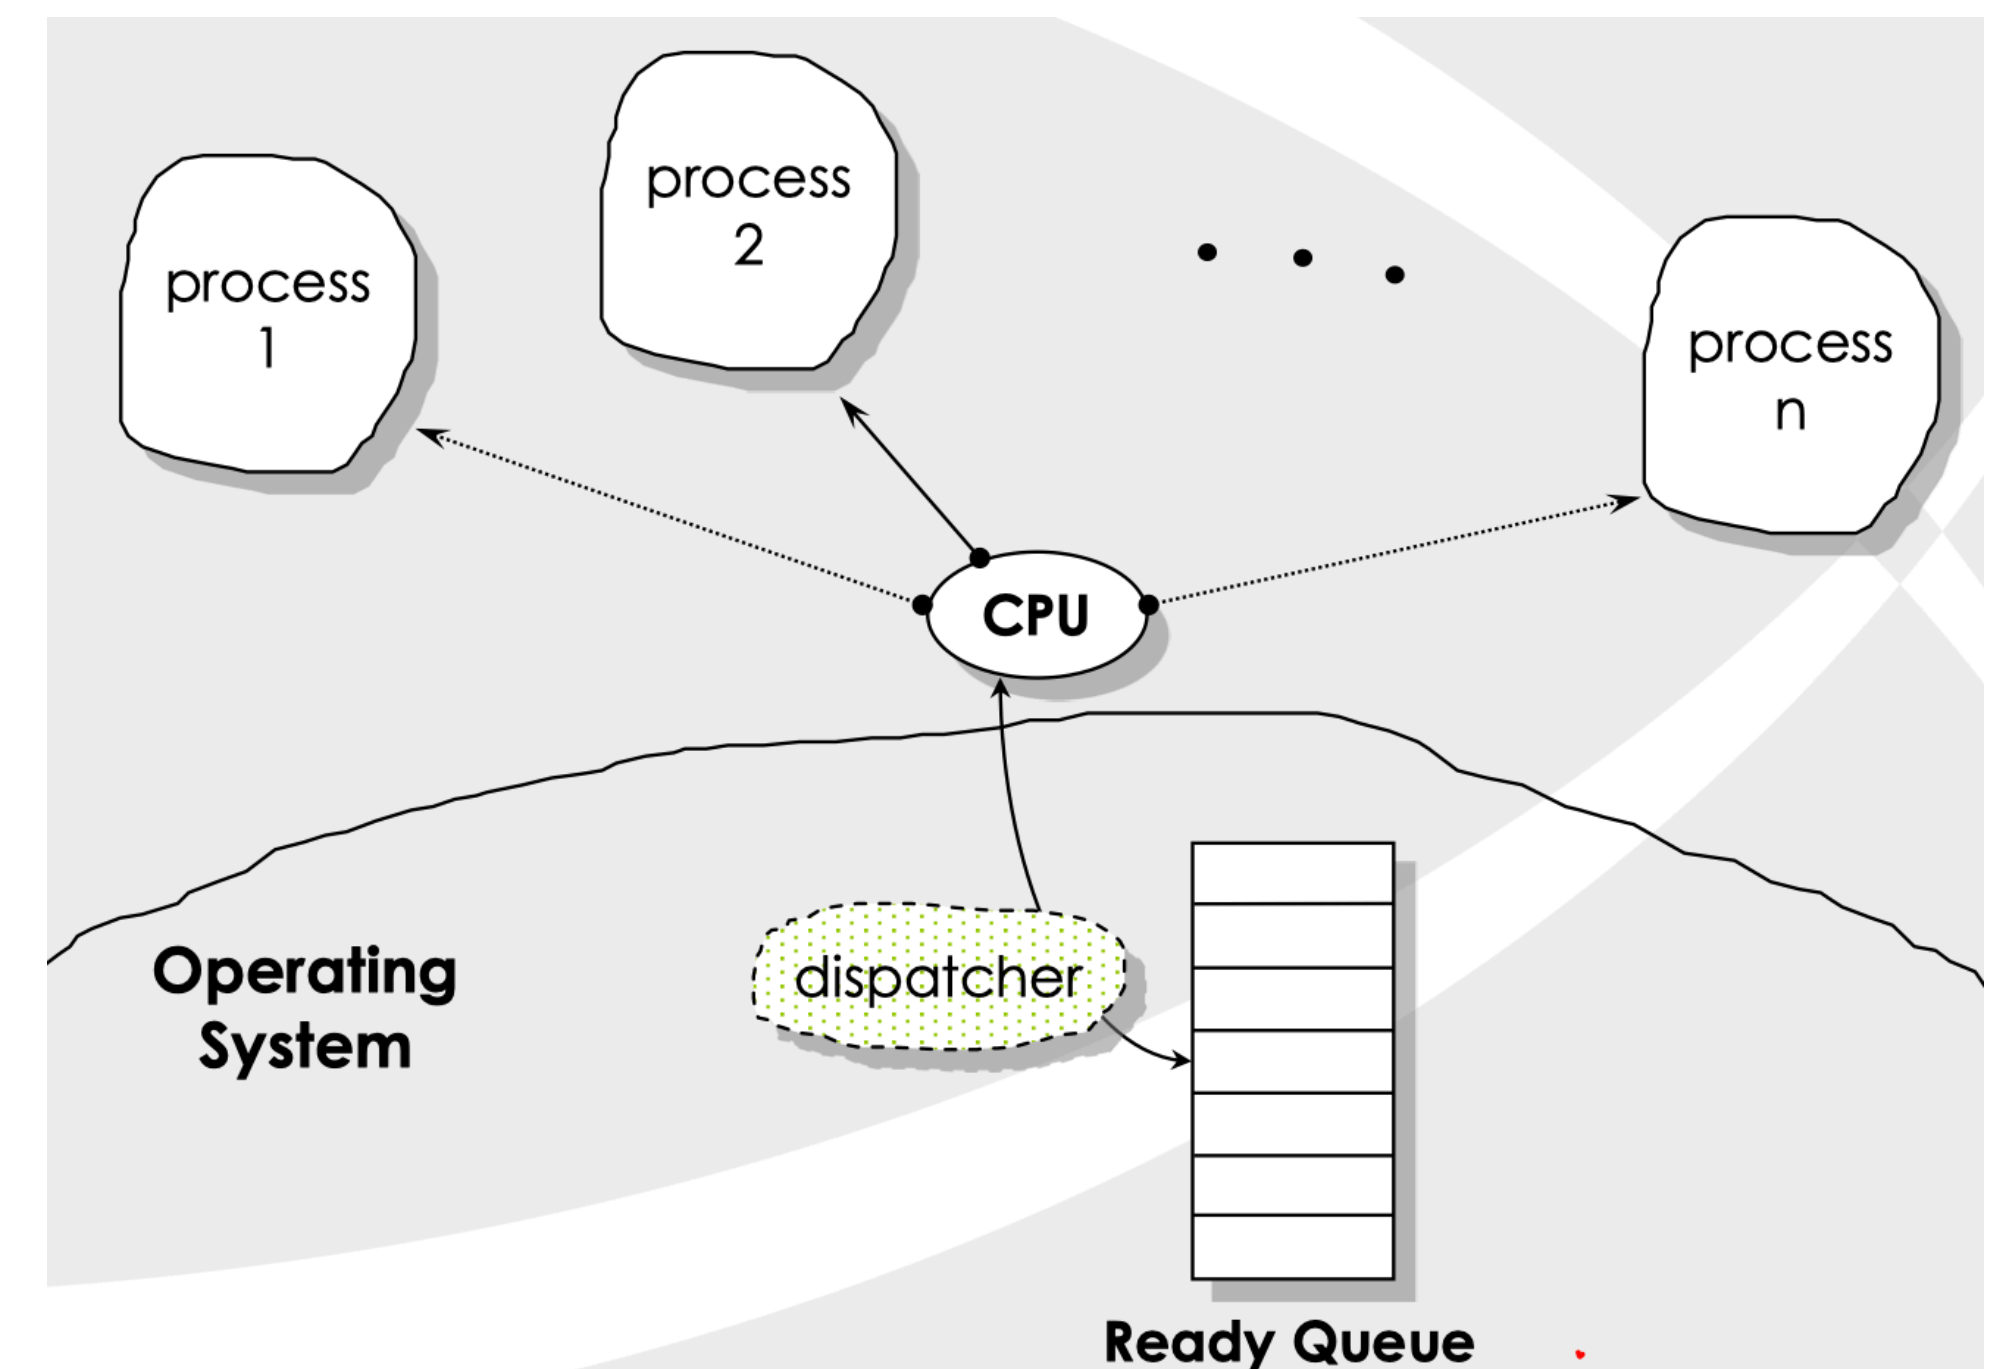 process
1
process
2
process
n
CPU
Operating
System
dispatcher
Ready Queue